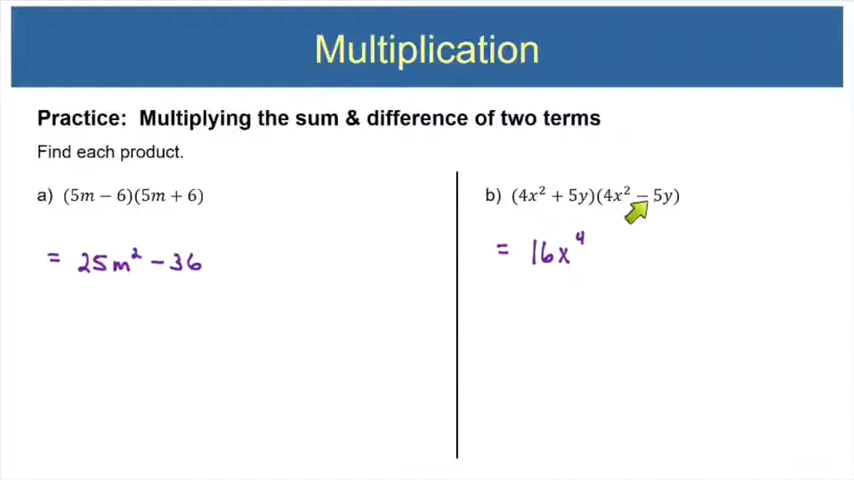 Multiplication
Practice: Multiplying the sum & difference of two terms
Find each product.
a) (5m − 6)(5m + 6)
= 25m² − 36
b) (4x² + 5y)(4x² − 5y)
= 16x⁴